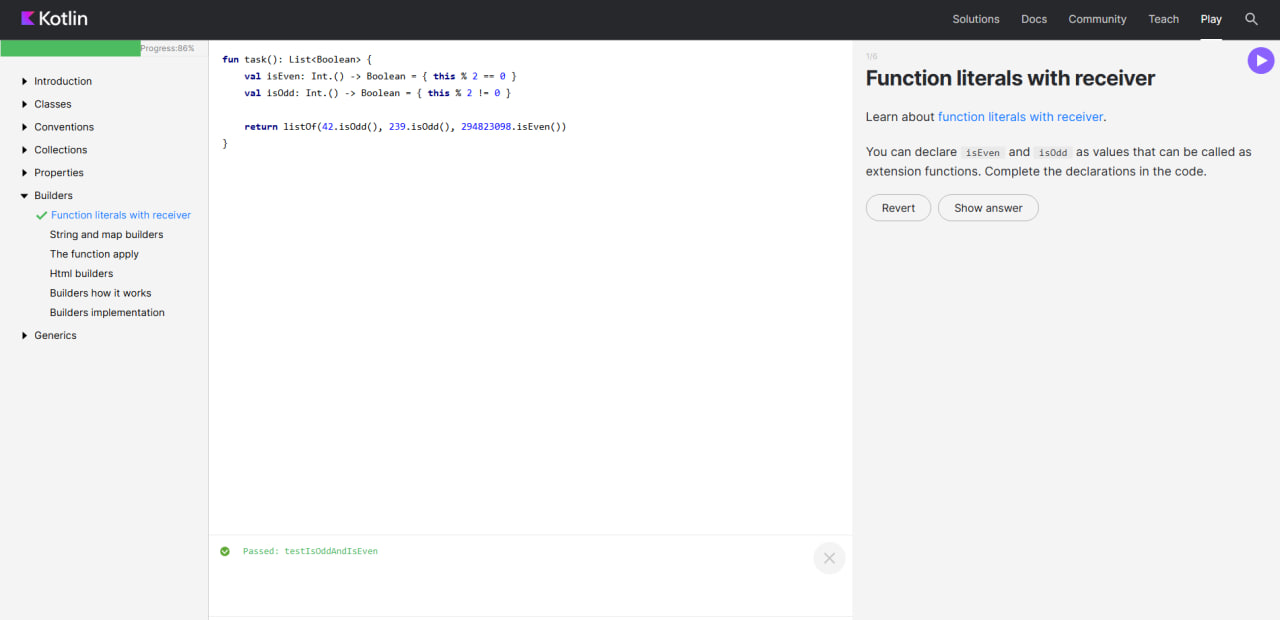 Kotlin
Solutions Docs Community Teach Play
Progress:86%
Introduction
Classes
Conventions
Collections
Properties
Builders
Function literals with receiver
String and map builders
The function apply
Html builders
Builders how it works
Builders implementation
Generics
fun task(): List<Boolean> {
    val isEven: Int.() -> Boolean = { this % 2 == 0 }
    val isOdd: Int.() -> Boolean = { this % 2 != 0 }
    return listOf(42.isOdd(), 239.isOdd(), 294823098.isEven())
}
Passed: testIsOddAndIsEven
1/6
Function literals with receiver
Learn about function literals with receiver.
You can declare isEven and isOdd as values that can be called as
extension functions. Complete the declarations in the code.
Revert Show answer